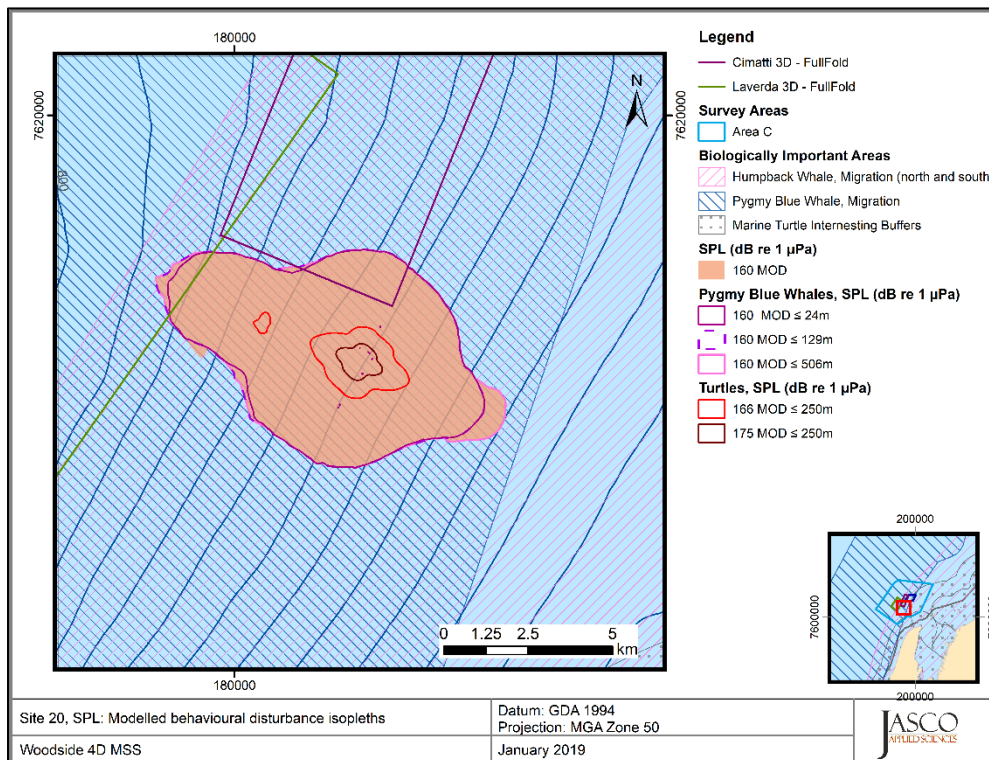 180000
7620000
7620000
800
N
0 1.25 2.5 5
km
180000
Legend
Cimatti 3D - FullFold
Laverda 3D - FullFold
Survey Areas
Area C
Biologically Important Areas
Humpback Whale, Migration (north and south
Pygmy Blue Whale, Migration
Marine Turtle Internesting Buffers
SPL (dB re 1 µPa)
160 MOD
Pygmy Blue Whales, SPL (dB re 1 µPa)
160 MOD ≤ 24m
160 MOD ≤ 129m
160 MOD ≤ 506m
Turtles, SPL (dB re 1 µPa)
166 MOD ≤ 250m
175 MOD ≤ 250m
200000
7600000
200000
Site 20, SPL: Modelled behavioural disturbance isopleths
Datum: GDA 1994
Projection: MGA Zone 50
Woodside 4D MSS
January 2019
JASCO
APPLIED SCIENCES